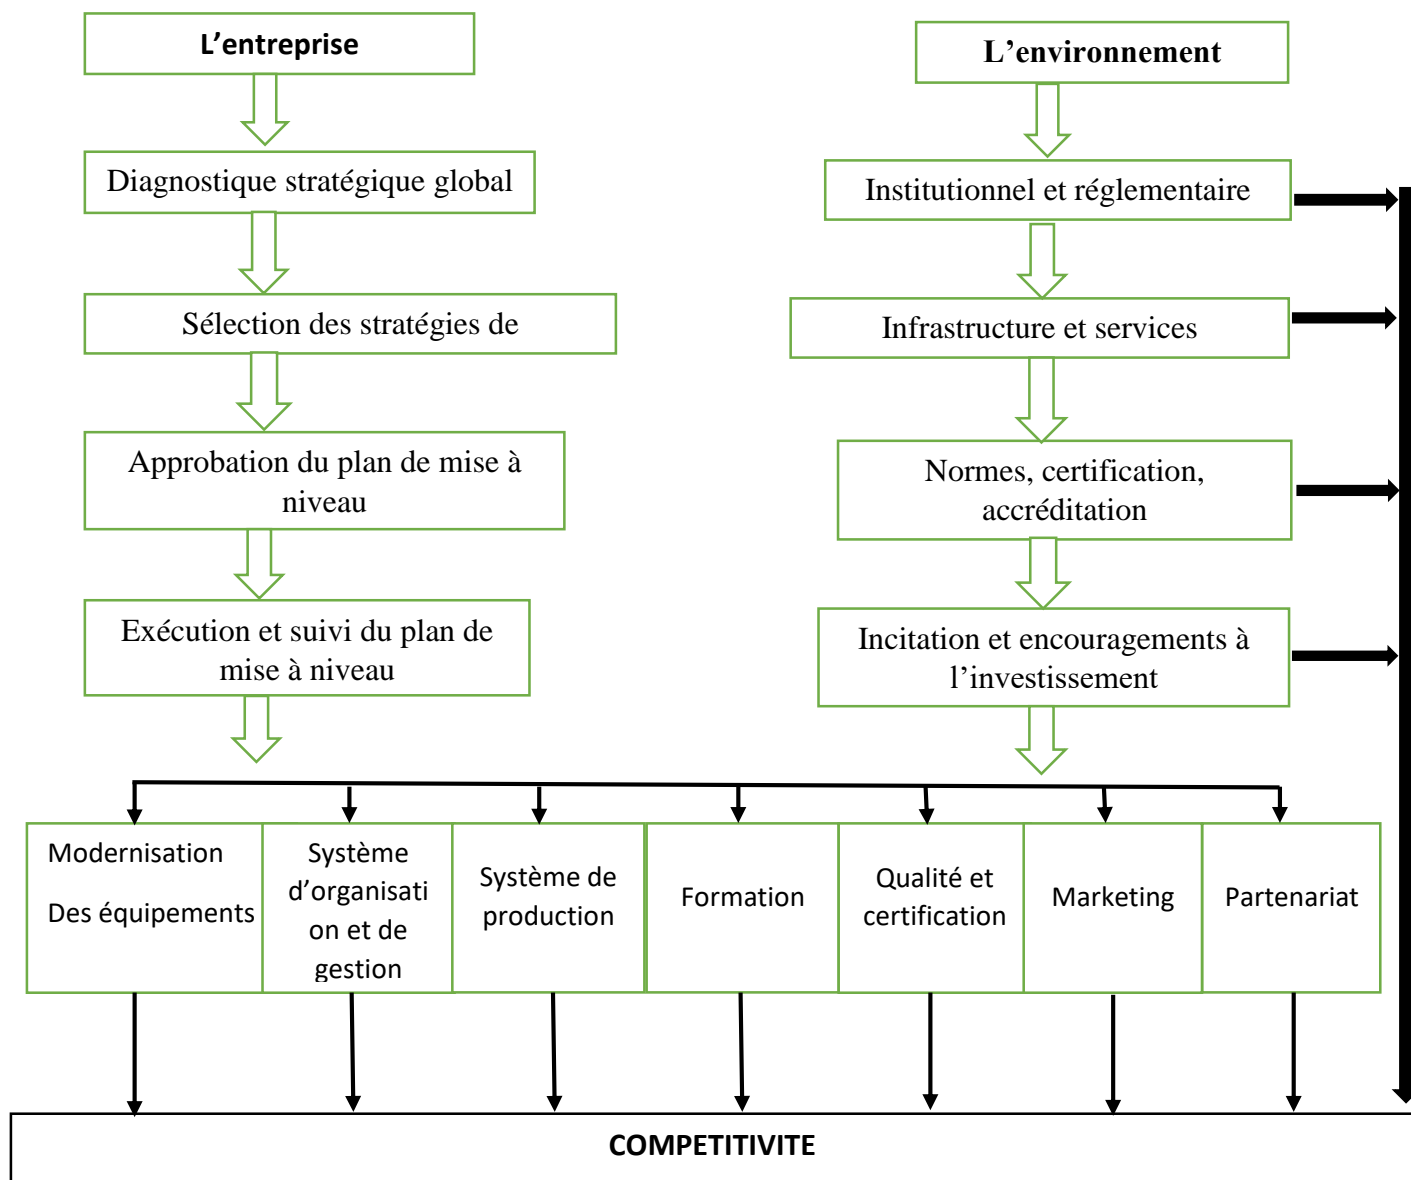 L'entreprise
L'environnement
Diagnostique stratégique global
Institutionnel et réglementaire
Sélection des stratégies de
Infrastructure et services
Approbation du plan de mise à
niveau
Normes, certification,
accréditation
Exécution et suivi du plan de
mise à niveau
Incitation et encouragements à
l'investissement
Modernisation
Des équipements
Système
d'organisati
on et de
gestion
Système de
production
Formation
Qualité et
certification
Marketing
Partenariat
COMPETITIVITE